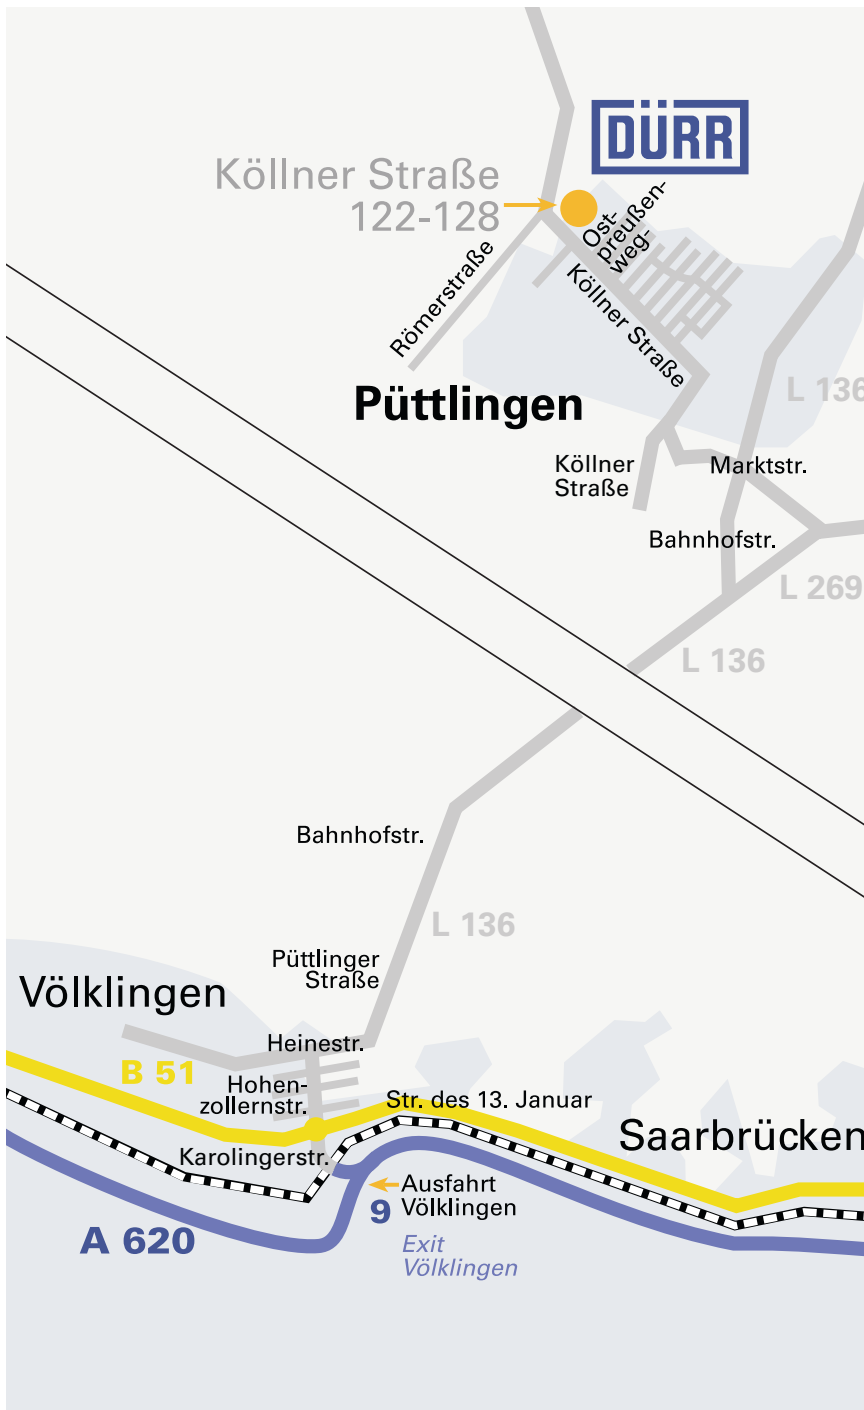 DÜRR
Köllner Straße
122-128
Ost-
preußen-
weg-
Römerstraße
Köllner Straße
Püttlingen
L 136
Köllner
Straße
Marktstr.
Bahnhofstr.
L 269
L 136
Bahnhofstr.
L 136
Püttlinger
Straße
Völklingen
Heinestr.
B 51
Hohen-
zollernstr.
Str. des 13. Januar
Saarbrücken
Karolingerstr.
Ausfahrt
Völklingen
9
A 620
Exit
Völklingen